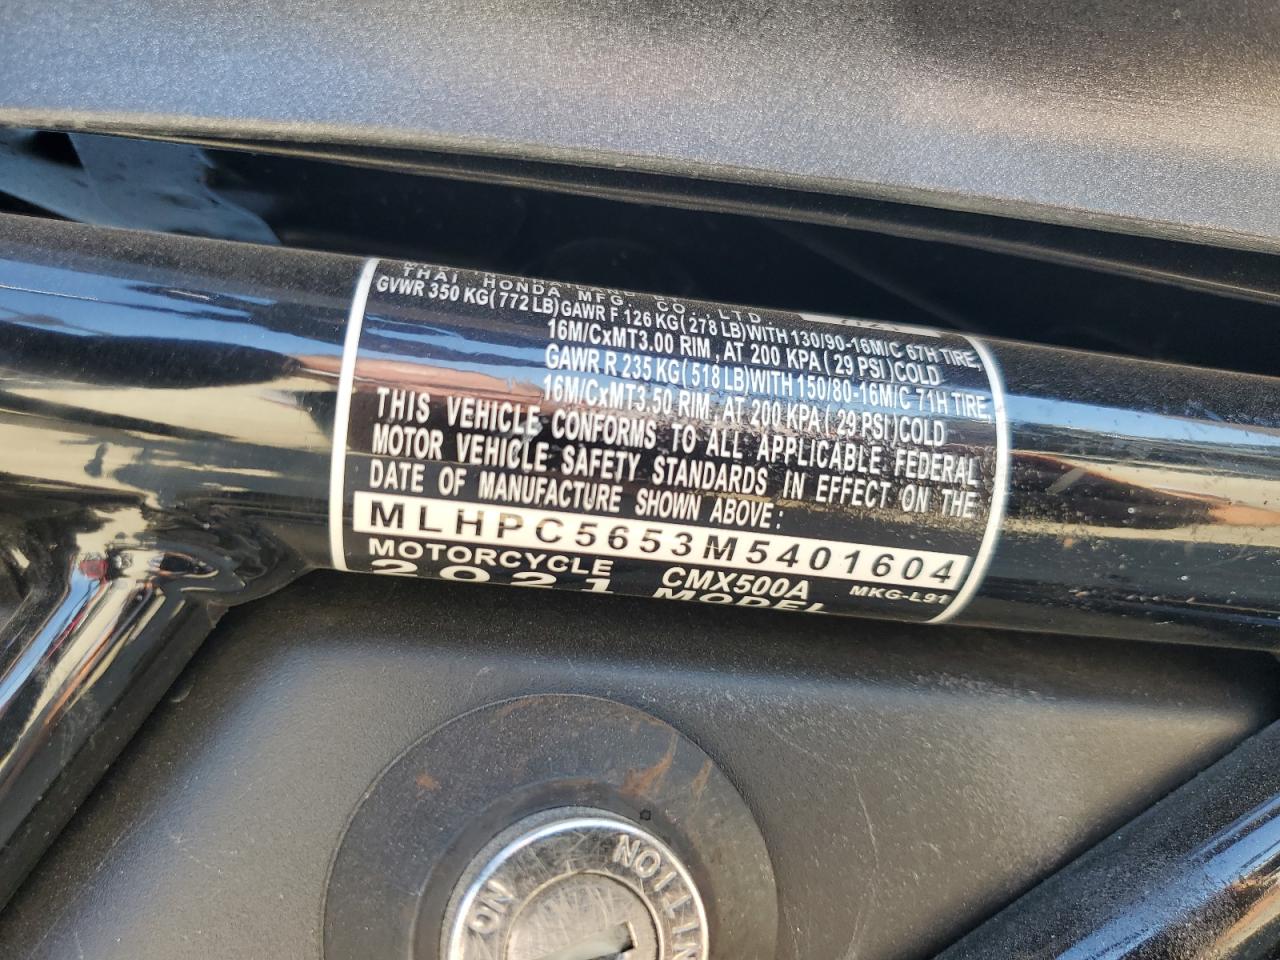 THAI HONDA MFG. CO., LTD
GVWR 350 KG(772 LB)GAWR F 126 KG(278 LB)WITH 130/90-16M/C 67H TIRE,
16M/CxMT3.00 RIM, AT 200 KPA(29 PSI)COLD
GAWR R 235 KG(518 LB)WITH 150/80-16M/C 71H TIRE,
16M/CxMT3.50 RIM, AT 200 KPA(29 PSI)COLD
THIS VEHICLE CONFORMS TO ALL APPLICABLE FEDERAL
MOTOR VEHICLE SAFETY STANDARDS IN EFFECT ON THE
DATE OF MANUFACTURE SHOWN ABOVE:
MLHPC5653M5401604
MOTORCYCLE CMX500A MKG-L91
2021 MODEL
ON